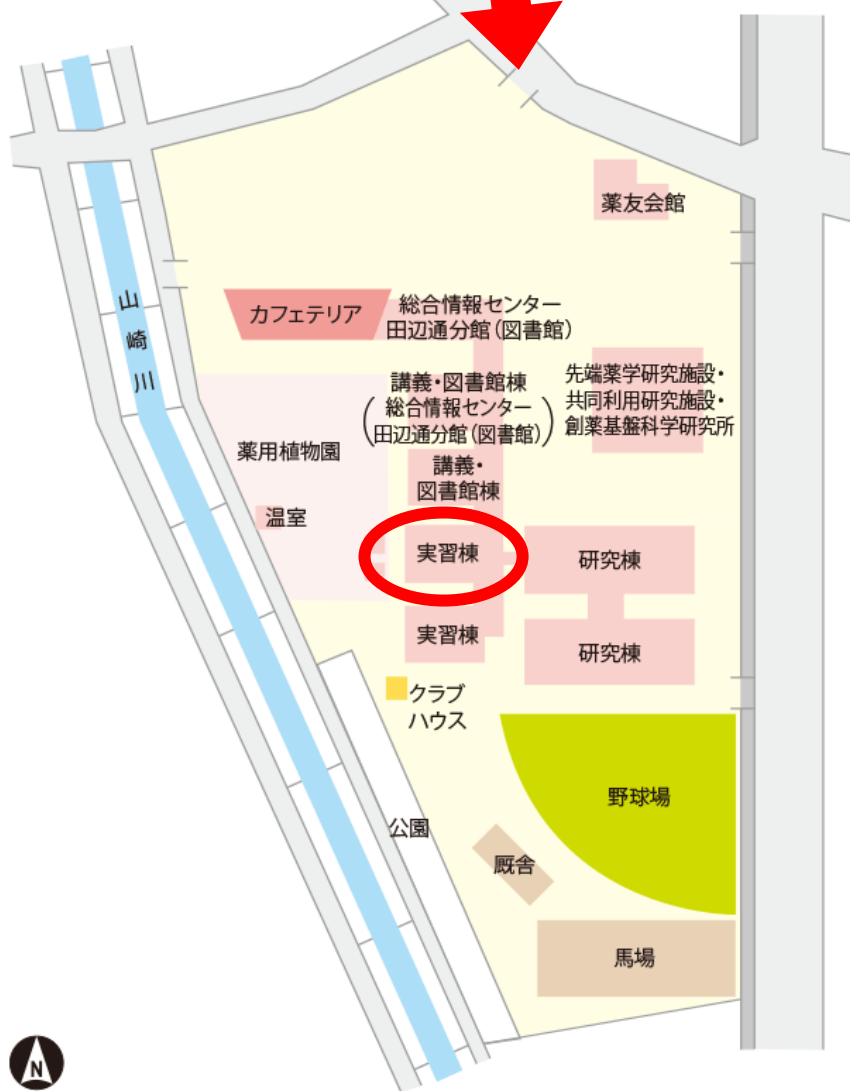 薬友会館
カフェテリア
総合情報センター
田辺通分館(図書館)
山崎川
講義・図書館棟
(総合情報センター
田辺通分館(図書館))
先端薬学研究施設・
共同利用研究施設・
創薬基盤科学研究所
薬用植物園
講義・
図書館棟
温室
実習棟
研究棟
実習棟
研究棟
クラブ
ハウス
野球場
公園
厩舎
馬場
N